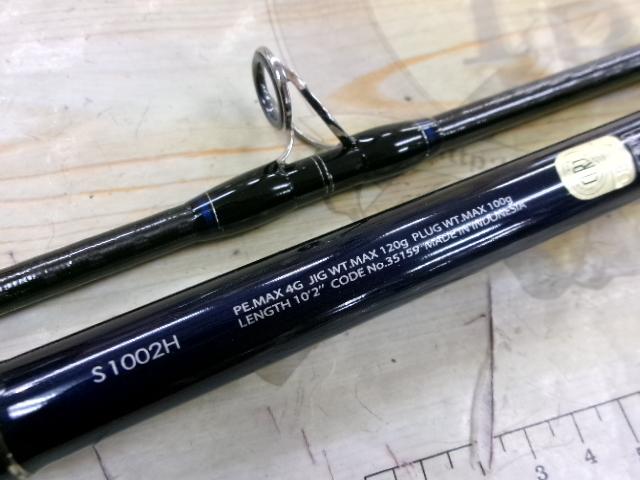 PE.MAX 4G JIG WT.MAX 120g PLUG WT.MAX 100g
LENGTH 10'2" CODE No.35159 MADE IN INDONESIA
S1002H
3 4 5